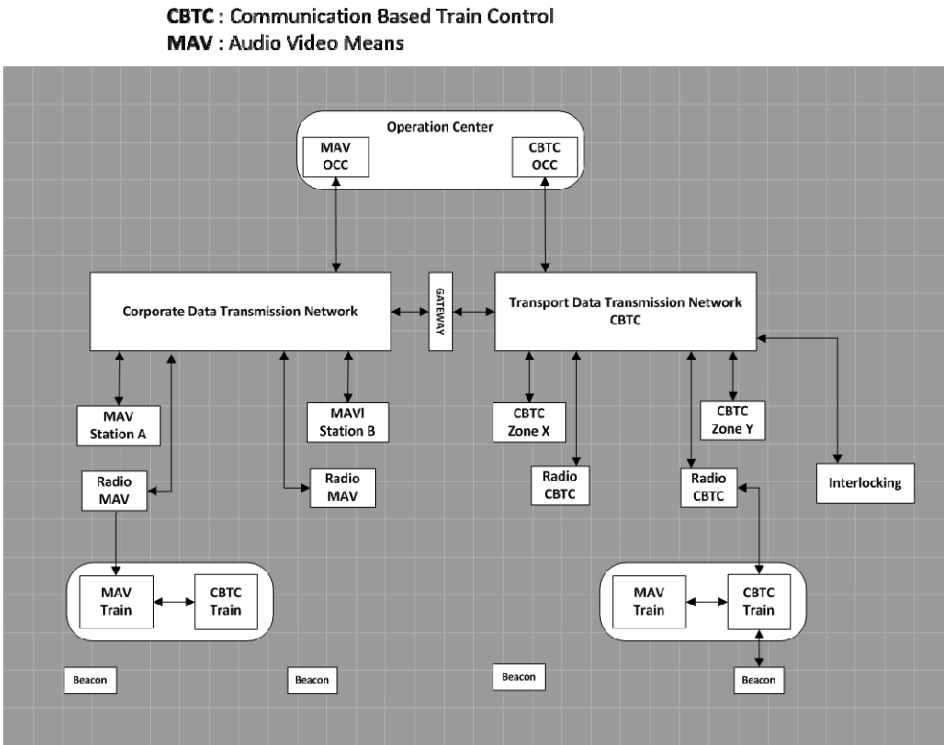 CBTC : Communication Based Train Control
MAV : Audio Video Means
Operation Center
MAV
OCC
CBTC
OCC
Corporate Data Transmission Network
GATEWAY
Transport Data Transmission Network
CBTC
MAV
Station A
MAVI
Station B
CBTC
Zone X
CBTC
Zone Y
Radio
MAV
Radio
MAV
Radio
CBTC
Radio
CBTC
Interlocking
MAV
Train
CBTC
Train
MAV
Train
CBTC
Train
Beacon
Beacon
Beacon
Beacon